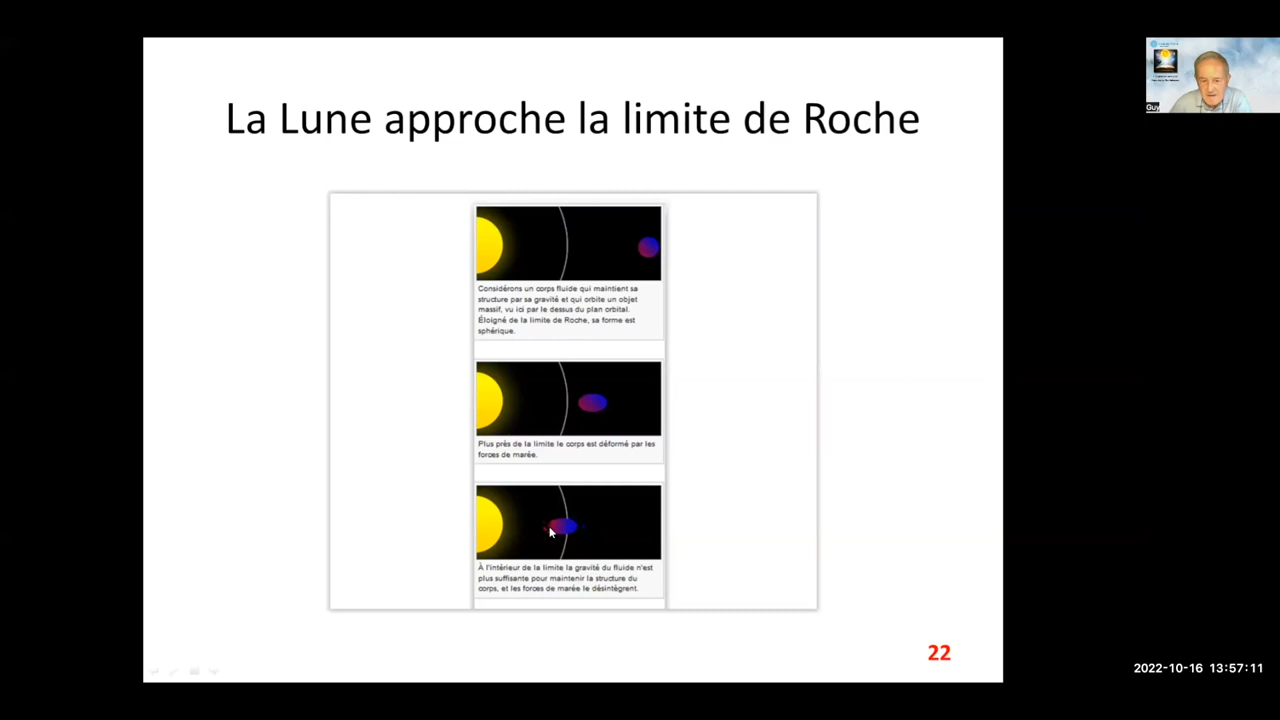 La Lune approche la limite de Roche
Considérons un corps fluide qui maintient sa
structure par sa gravité et qui orbite un objet
massif, vu ici par le dessus du plan orbital.
Éloigné de la limite de Roche, sa forme est
sphérique.
Plus près de la limite le corps est déformé par les
forces de marée.
À l'intérieur de la limite la gravité du fluide n'est
plus suffisante pour maintenir la structure du
corps, et les forces de marée le désintègrent.
22
Guy
2022-10-16 13:57:11